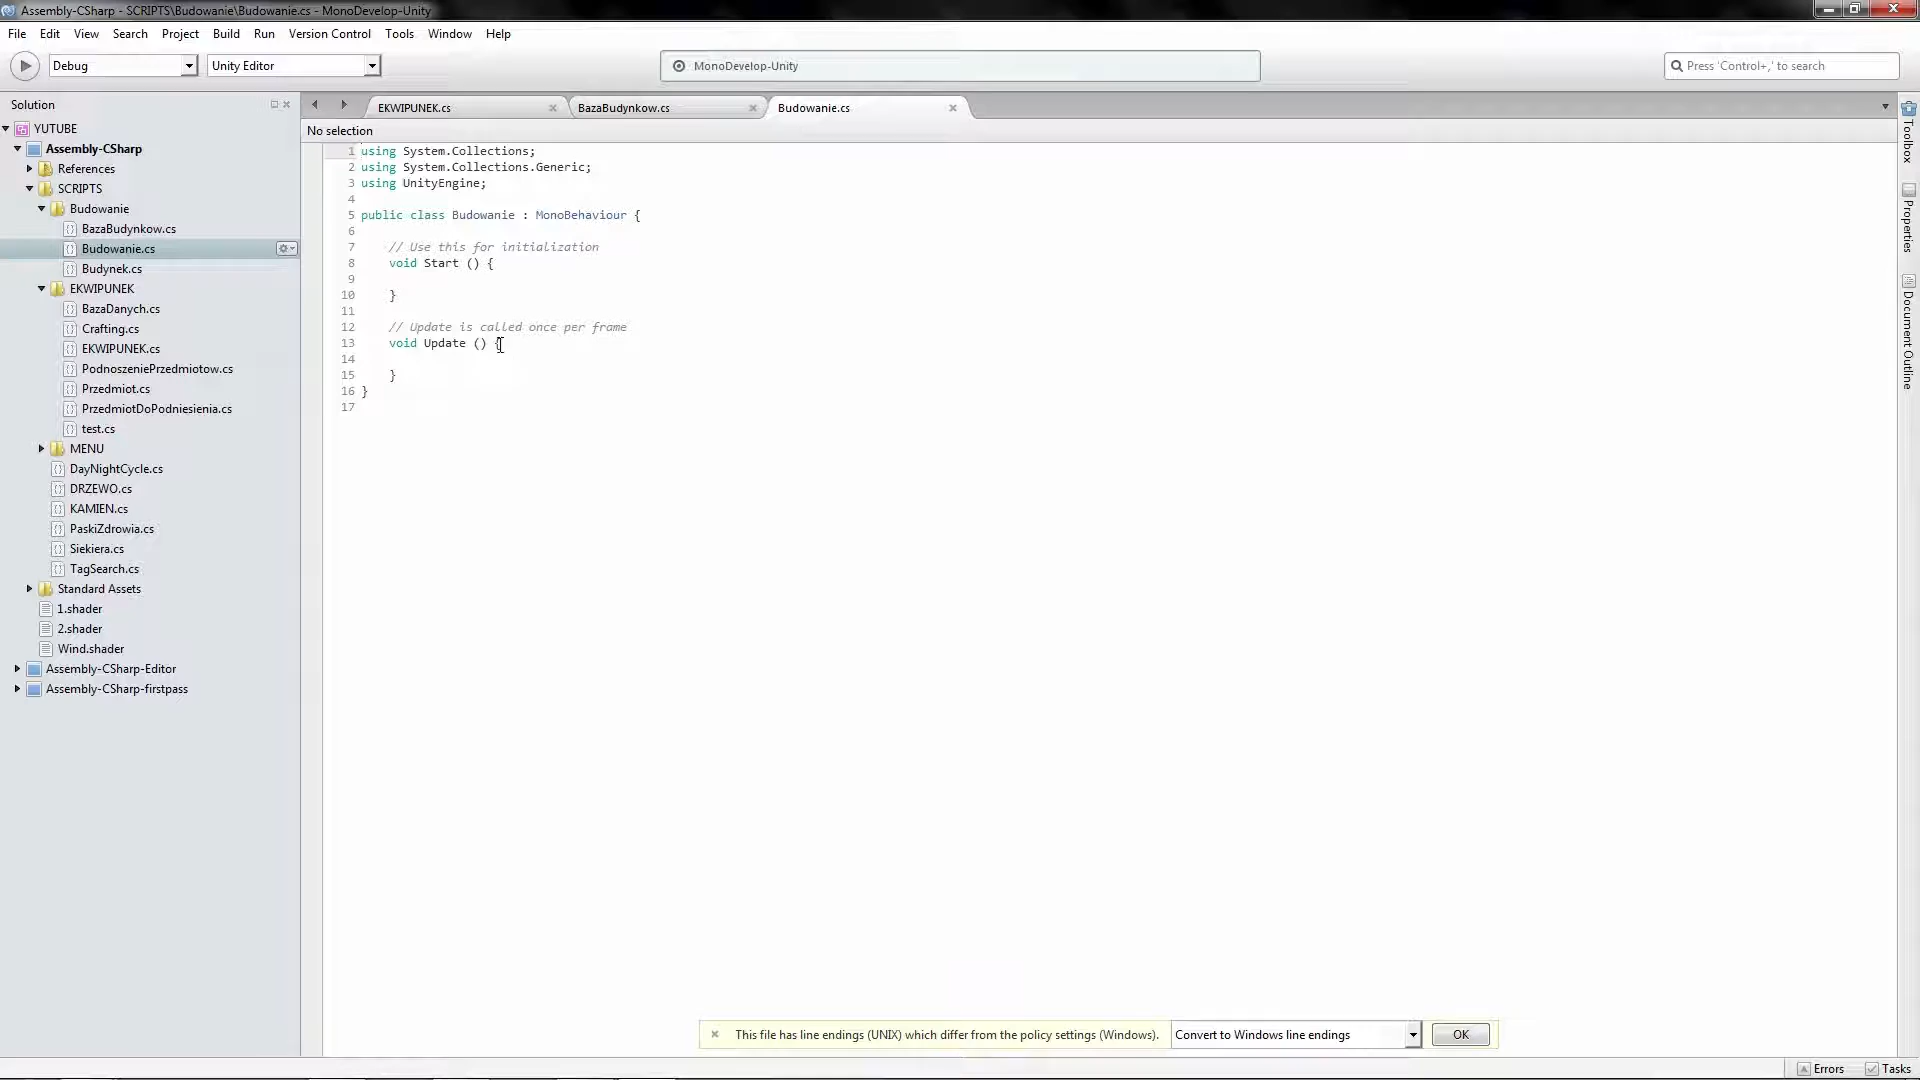 Assembly-CSharp - SCRIPTS\Budowanie\Budowanie.cs - MonoDevelop-Unity
File Edit View Search Project Build Run Version Control Tools Window Help
Debug Unity Editor MonoDevelop-Unity Press 'Control+,' to search
Solution
YUTUBE
Assembly-CSharp
References
SCRIPTS
Budowanie
BazaBudynkow.cs
Budowanie.cs
Budynek.cs
EKWIPUNEK
BazaDanych.cs
Crafting.cs
EKWIPUNEK.cs
PodnoszeniePrzedmiotow.cs
Przedmiot.cs
PrzedmiotDoPodniesienia.cs
test.cs
MENU
DayNightCycle.cs
DRZEWO.cs
KAMIEN.cs
PaskiZdrowia.cs
Siekiera.cs
TagSearch.cs
Standard Assets
1.shader
2.shader
Wind.shader
Assembly-CSharp-Editor
Assembly-CSharp-firstpass
EKWIPUNEK.cs BazaBudynkow.cs Budowanie.cs
No selection
1 using System.Collections;
2 using System.Collections.Generic;
3 using UnityEngine;
4
5 public class Budowanie : MonoBehaviour {
6
7 // Use this for initialization
8 void Start () {
9
10 }
11
12 // Update is called once per frame
13 void Update () {
14
15 }
16 }
17
Toolbox
Properties
Document Outline
This file has line endings (UNIX) which differ from the policy settings (Windows). Convert to Windows line endings OK
Errors Tasks